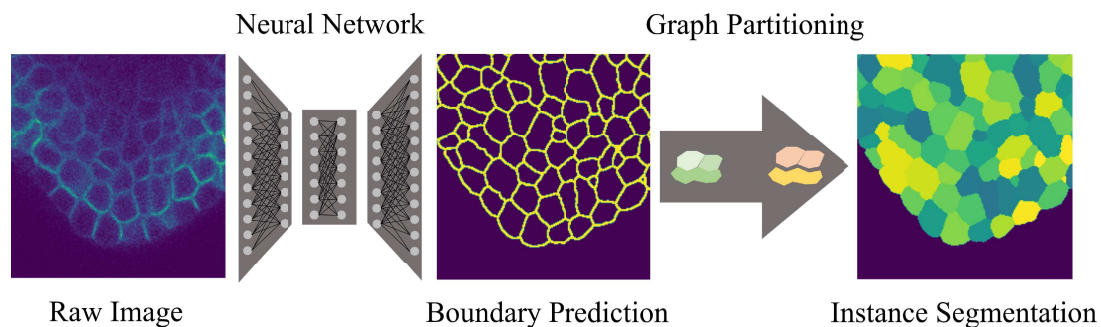 Neural Network
Graph Partitioning
Raw Image
Boundary Prediction
Instance Segmentation